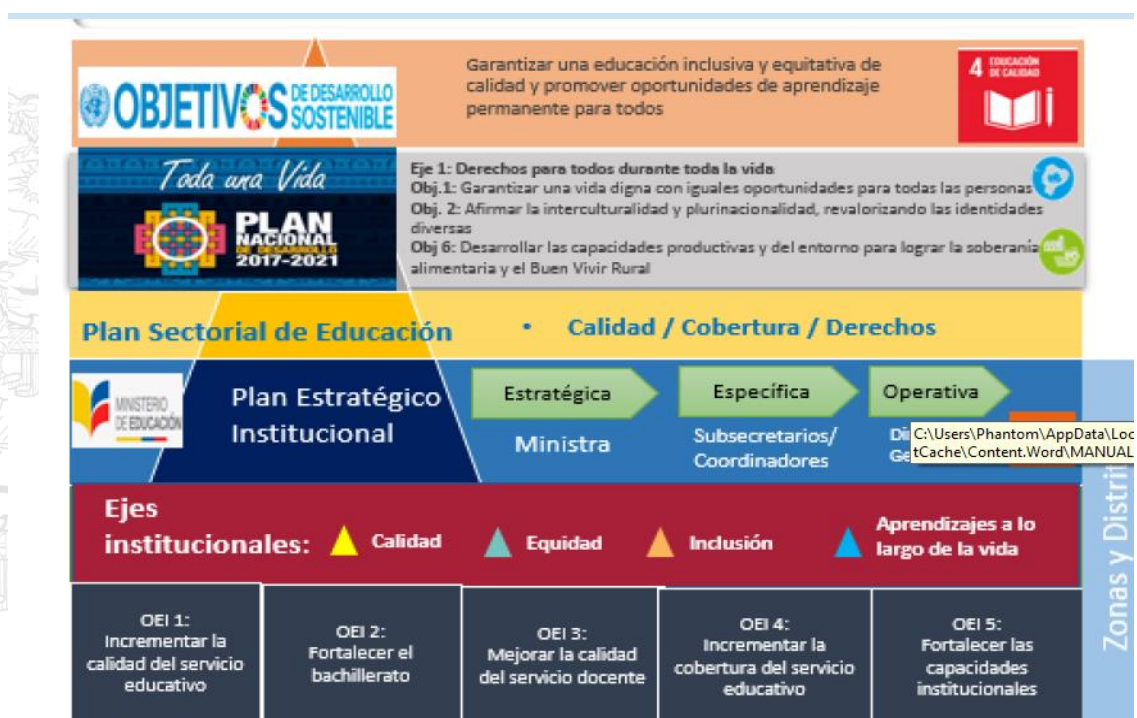 OBJETIVOS DE DESARROLLO
SOSTENIBLE
Garantizar una educación inclusiva y equitativa de
calidad y promover oportunidades de aprendizaje
permanente para todos
4 EDUCACIÓN
DE CALIDAD
Toda una Vida
PLAN
NACIONAL
DE DESARROLLO
2017-2021
Eje 1: Derechos para todos durante toda la vida
Obj.1: Garantizar una vida digna con iguales oportunidades para todas las personas
Obj. 2: Afirmar la interculturalidad y plurinacionalidad, revalorizando las identidades
diversas
Obj 6: Desarrollar las capacidades productivas y del entorno para lograr la soberanía
alimentaria y el Buen Vivir Rural
Plan Sectorial de Educación
• Calidad / Cobertura / Derechos
MINISTERIO
DE EDUCACIÓN
Plan Estratégico
Institucional
Estratégica
Ministra
Específica
Subsecretarios/
Coordinadores
Operativa
C:\Users\Phantom\AppData\Loc
tCache\Content.Word\MANUAL
Zonas y Distrit
Ejes
institucionales:
Calidad
Equidad
Inclusión
Aprendizajes a lo
largo de la vida
OEI 1:
Incrementar la
calidad del servicio
educativo
OEI 2:
Fortalecer el
bachillerato
OEI 3:
Mejorar la calidad
del servicio docente
OEI 4:
Incrementar la
cobertura del servicio
educativo
OEI 5:
Fortalecer las
capacidades
institucionales